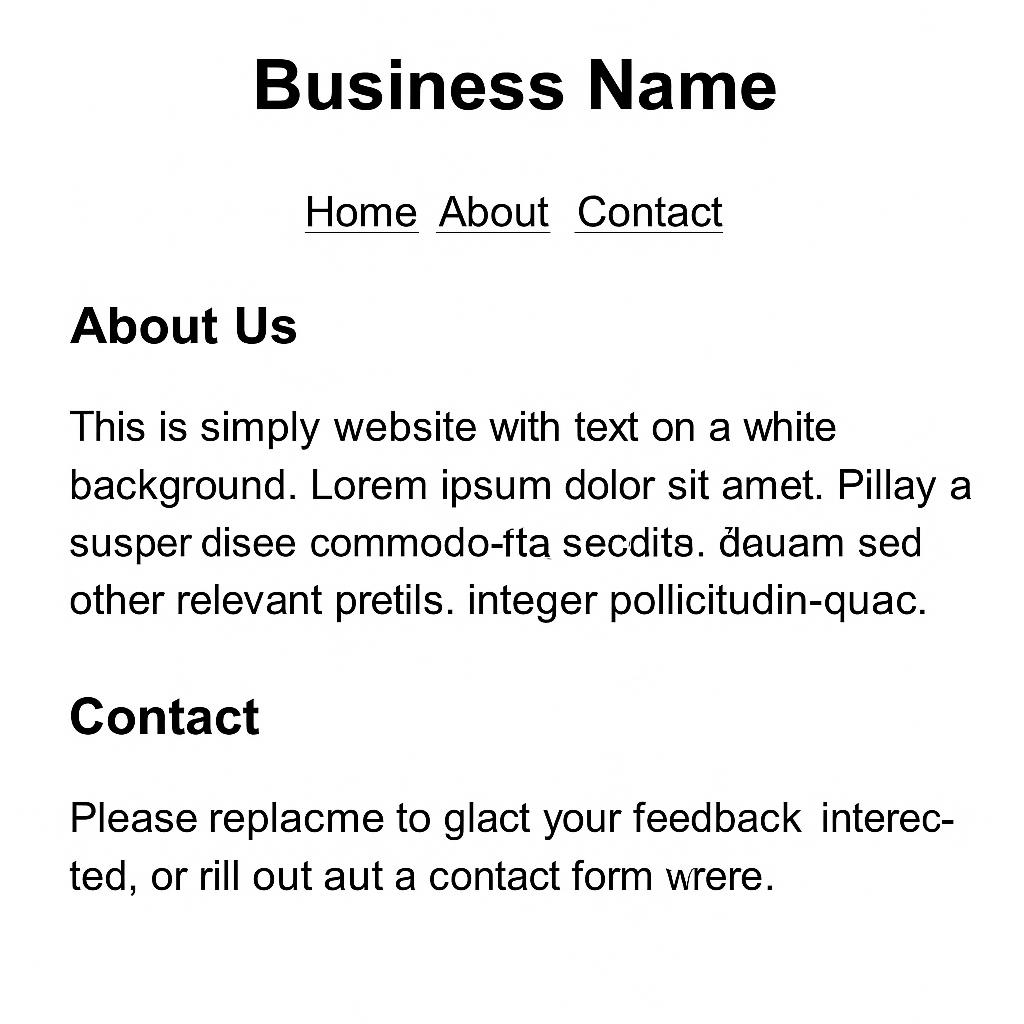 Business Name
Home About Contact
About Us
This is simply website with text on a white
background. Lorem ipsum dolor sit amet. Pillay a
susper disee commodo-fta secdits. sed
other relevant pretils. integer pollicitudin-quac.
Contact
Please replacme to glact your feedback interec-
ted, or rill out aut a contact form wrere.